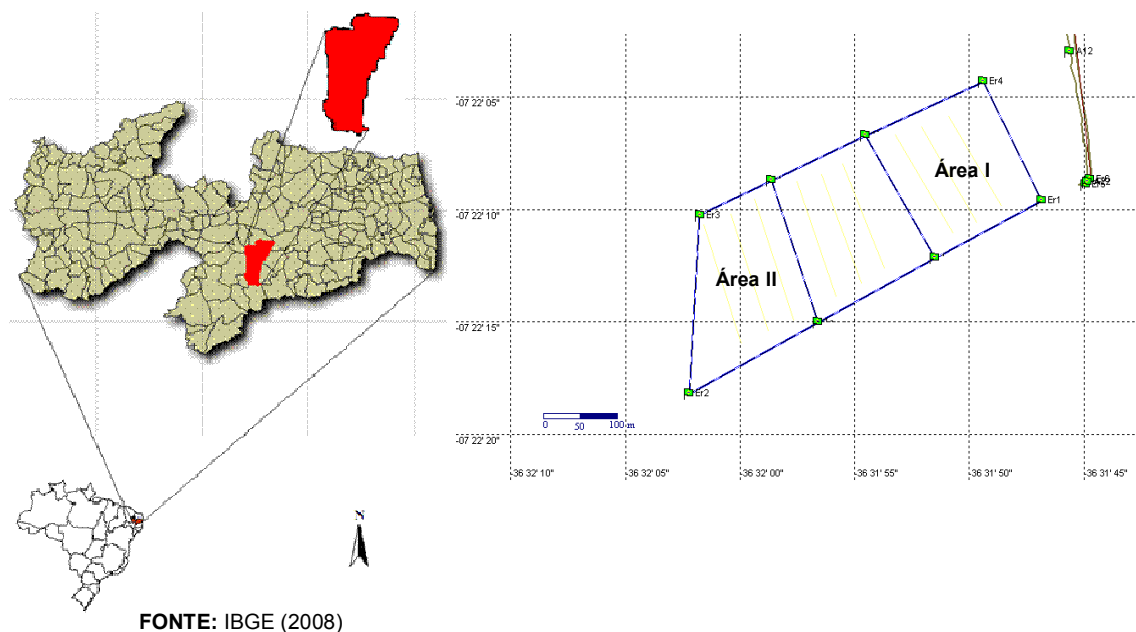 A12
Er4
-07 22' 05"
Área I
Er6
-07 22' 10"
Er3
Er1
Área II
-07 22' 15"
Er2
0 50 100 m
-07 22' 20"
-36 32' 10" -36 32' 05" -36 32' 00" -36 31' 55" -36 31' 50" -36 31' 45"
N
FONTE: IBGE (2008)